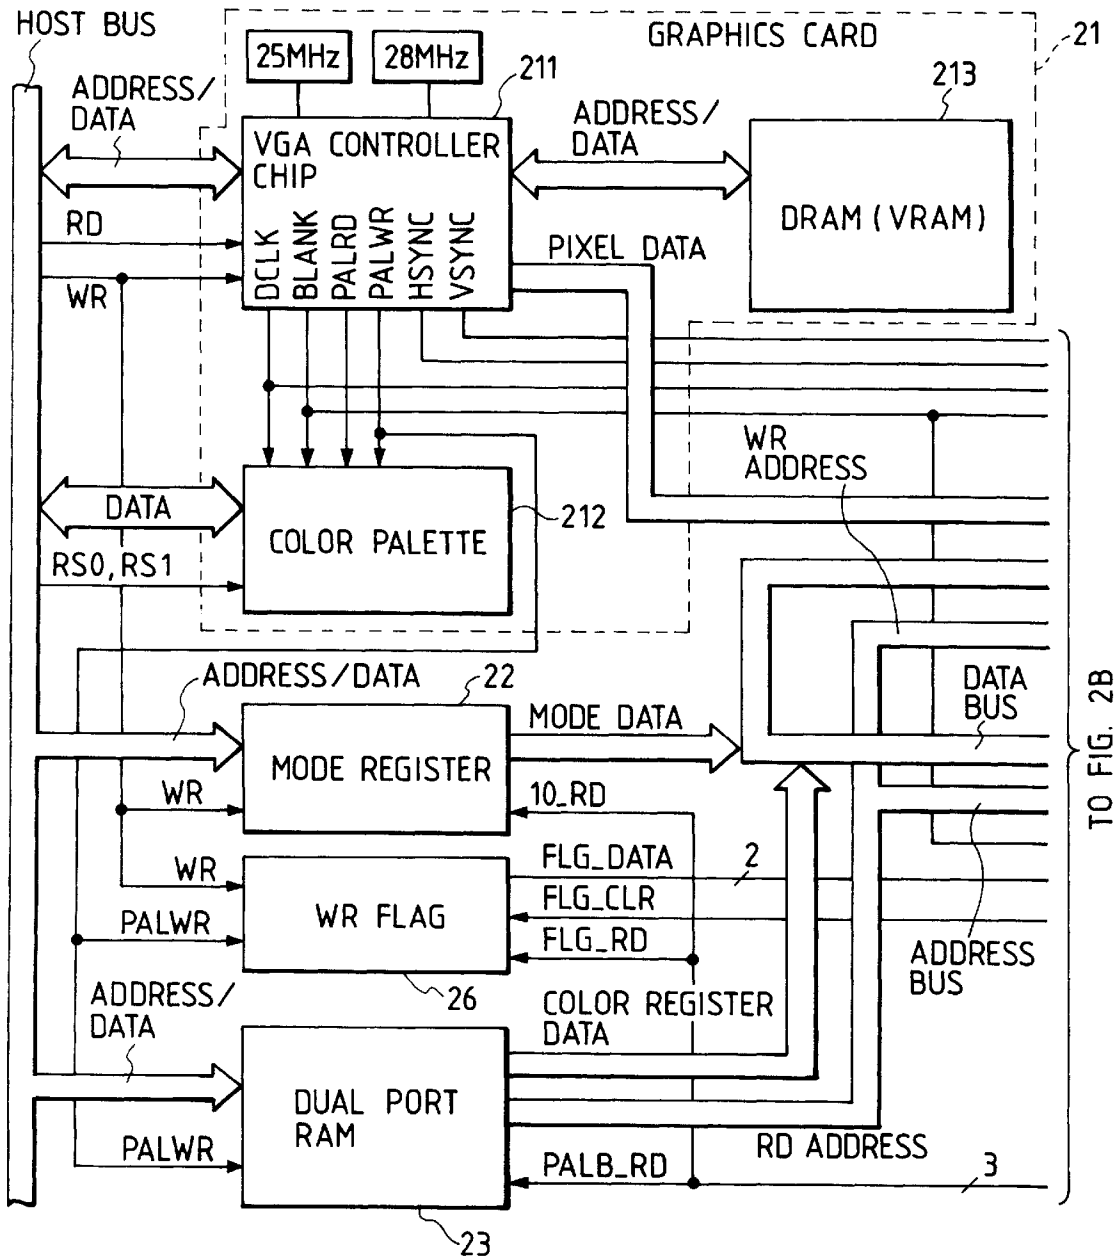 HOST BUS
GRAPHICS CARD
21
25MHz
28MHz
211
213
ADDRESS/
DATA
ADDRESS/
DATA
VGA CONTROLLER
CHIP
DRAM (VRAM)
RD
WR
DCLK
BLANK
PALRD
PALWR
HSYNC
VSYNC
PIXEL DATA
WR
ADDRESS
DATA
212
COLOR PALETTE
RS0, RS1
ADDRESS/DATA
22
MODE DATA
DATA
BUS
TO FIG. 2B
MODE REGISTER
WR
10_RD
WR
FLG_DATA
2
FLG_CLR
WR FLAG
PALWR
FLG_RD
ADDRESS
BUS
26
ADDRESS/
DATA
COLOR REGISTER
DATA
DUAL PORT
RAM
RD ADDRESS
PALWR
PALB_RD
3
23